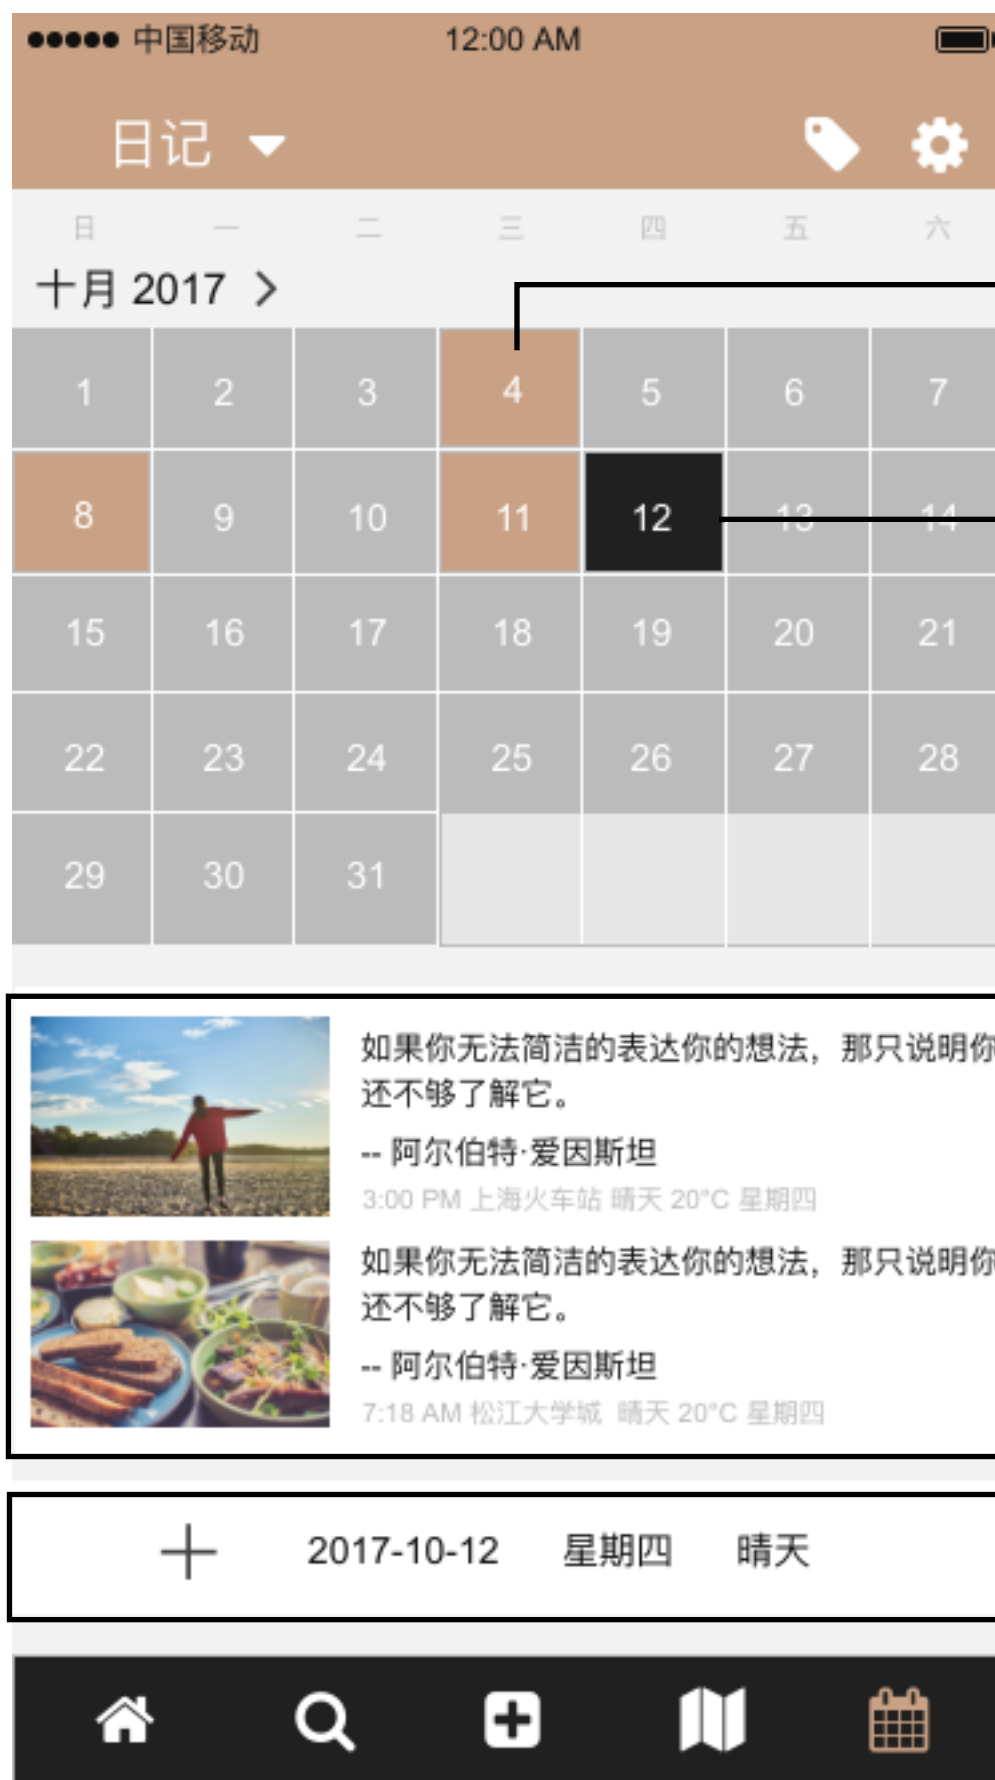 中国移动 12:00 AM
日记
日 一 二 三 四 五 六
十月 2017
1 2 3 4 5 6 7
8 9 10 11 12 13 14
15 16 17 18 19 20 21
22 23 24 25 26 27 28
29 30 31
如果你无法简洁的表达你的想法，那只说明你
还不够了解它。
-- 阿尔伯特·爱因斯坦
3:00 PM 上海火车站 晴天 20°C 星期四
如果你无法简洁的表达你的想法，那只说明你
还不够了解它。
-- 阿尔伯特·爱因斯坦
7:18 AM 松江大学城 晴天 20°C 星期四
2017-10-12 星期四 晴天